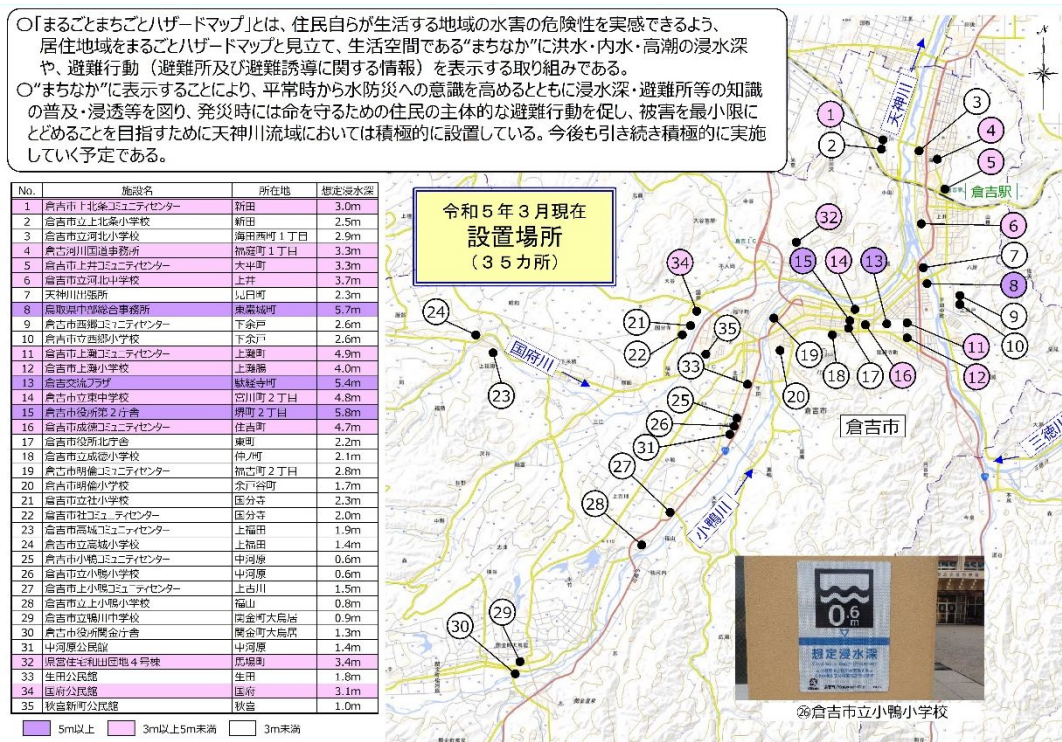 ○「まるごとまちごとハザードマップ」とは、住民自らが生活する地域の水害の危険性を実感できるよう、
居住地域をまるごとハザードマップと見立て、生活空間である“まちなか”に洪水・内水・高潮の浸水深
や、避難行動（避難所及び避難誘導に関する情報）を表示する取り組みである。
○“まちなか”に表示することにより、平常時から水防災への意識を高めるとともに浸水深・避難所等の知識
の普及・浸透等を図り、発災時には命を守るための住民の主体的な避難行動を促し、被害を最小限に
とどめることを目指すために天神川流域においては積極的に設置している。今後も引き続き積極的に実施
していく予定である。
No. 施設名 所在地 想定浸水深
1 倉吉市上北条コミュニティセンター 新田 3.0m
2 倉吉市立上北条小学校 新田 2.5m
3 倉吉市立河北小学校 海田西町1丁目 2.9m
4 倉吉河川国道事務所 福庭町1丁目 3.3m
5 倉吉市上井コミュニティセンター 大平町 3.3m
6 倉吉市立河北中学校 上井 3.7m
7 天神川出張所 見日町 2.3m
8 鳥取県中部総合事務所 東巌城町 5.7m
9 倉吉市西郷コミュニティセンター 下余戸 2.6m
10 倉吉市立西郷小学校 下余戸 2.6m
11 倉吉市上灘コミュニティセンター 上灘町 4.9m
12 倉吉市上灘小学校 上灘町 4.0m
13 倉吉交流プラザ 駄経寺町 5.4m
14 倉吉市立東中学校 宮川町2丁目 4.8m
15 倉吉市役所第2庁舎 堺町2丁目 5.8m
16 倉吉市成徳コミュニティセンター 住吉町 4.7m
17 倉吉市役所北庁舎 東町 2.2m
18 倉吉市立成徳小学校 仲ノ町 2.1m
19 倉吉市明倫コミュニティセンター 福吉町2丁目 2.8m
20 倉吉市明倫小学校 余戸谷町 1.7m
21 倉吉市立社小学校 国分寺 2.3m
22 倉吉市社コミューティセンター 国分寺 2.0m
23 倉吉市高城コミュティセンター 上福田 1.9m
24 倉吉市立高城小学校 上福田 1.4m
25 倉吉市小鴨コミュティセンター 中河原 0.6m
26 倉吉市立小鴨小学校 中河原 0.6m
27 倉吉市上小鴨コミューティセンター 上古川 1.5m
28 倉吉市立上小鴨小学校 福山 0.8m
29 倉吉市立鴨川中学校 関金町大鳥居 0.9m
30 倉吉市役所関金庁舎 関金町大鳥居 1.3m
31 中河原公民館 中河原 1.4m
32 県営住宅和田団地4号棟 馬場町 3.4m
33 生田公民館 生田 1.8m
34 国府公民館 国府 3.1m
35 秋喜新町公民館 秋喜 1.0m
5m以上 3m以上5m未満 3m未満
令和5年3月現在
設置場所
（35カ所）
天神川
国府川
小鴨川
三徳川
倉吉駅
倉吉市
1
2
3
4
5
6
7
8
9
10
11
12
13
14
15
16
17
18
19
20
21
22
23
24
25
26
27
28
29
30
31
32
33
34
35
0.6
m
想定浸水深
㉖倉吉市立小鴨小学校